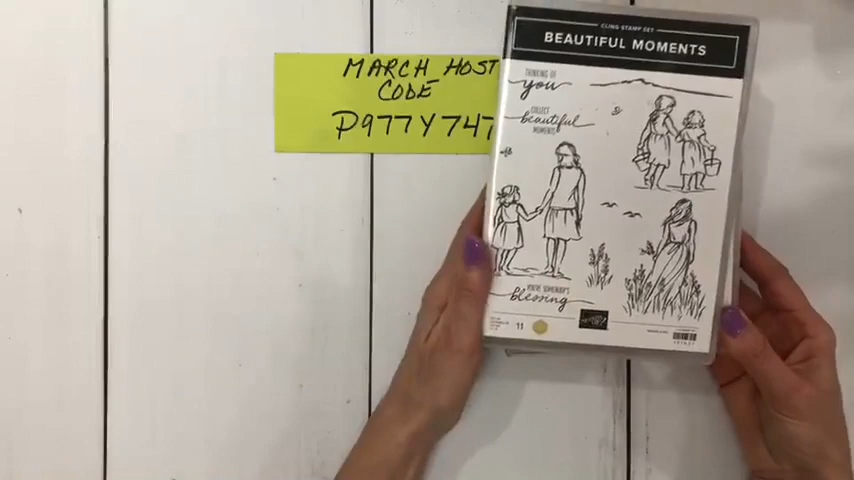 MARCH HOST
CODE
P977Y747
CLING STAMP SET
BEAUTIFUL MOMENTS
THINKING OF
you
COLLECT
beautiful
MOMENTS
YOU'RE SOMEBODY'S
blessing
11